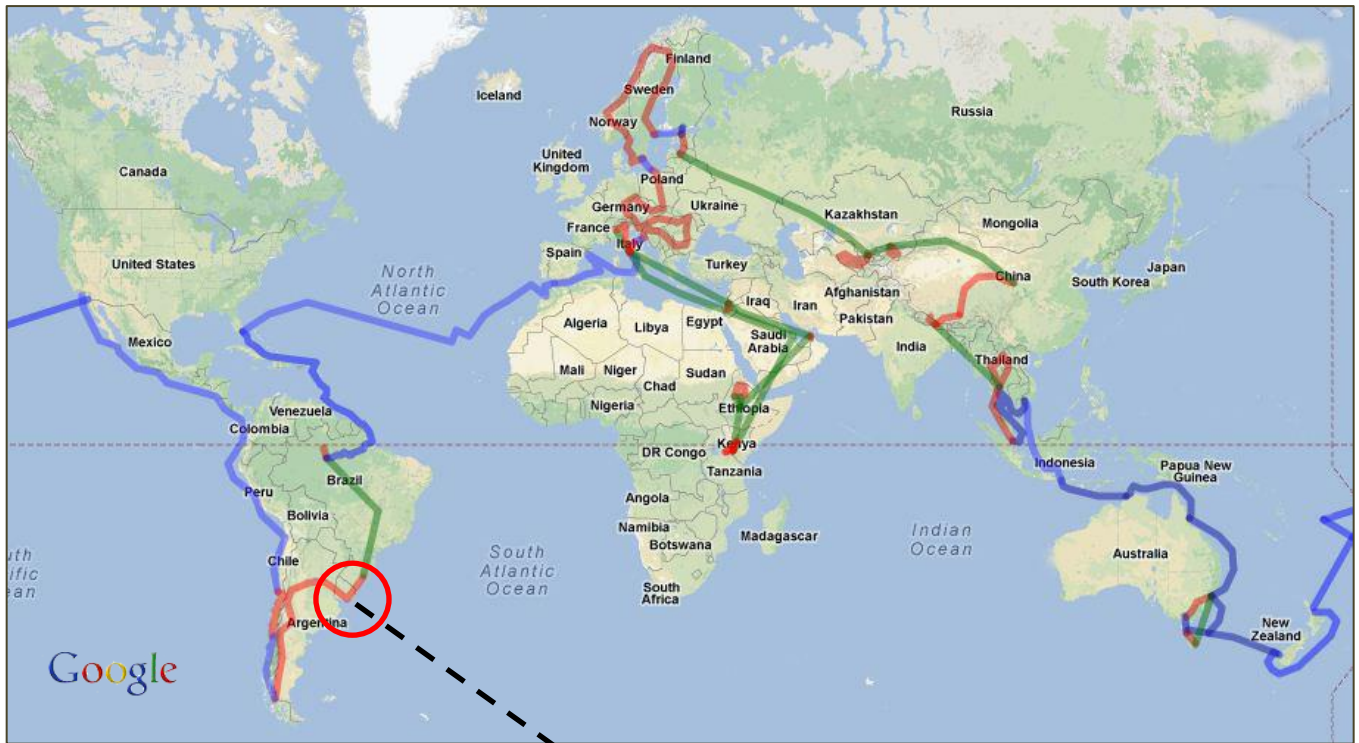 Finland
Iceland
Sweden
Russia
Norway
United
Kingdom
Canada
Poland
Germany
Ukraine
Kazakhstan
Mongolia
France
Italy
United States
North
Atlantic
Ocean
Spain
Turkey
China
South Korea
Japan
Iraq
Iran
Afghanistan
Pakistan
Algeria
Libya
Egypt
Saudi
Arabia
India
Mexico
Mali
Niger
Chad
Sudan
Thailand
Nigeria
Ethiopia
Venezuela
Colombia
DR Congo
Kenya
Tanzania
Indonesia
Papua New
Guinea
Brazil
Peru
Angola
Bolivia
Namibia
Botswana
Madagascar
Indian
Ocean
Australia
uth
ific
ean
Chile
South
Atlantic
Ocean
South
Africa
Argentina
New
Zealand
Google